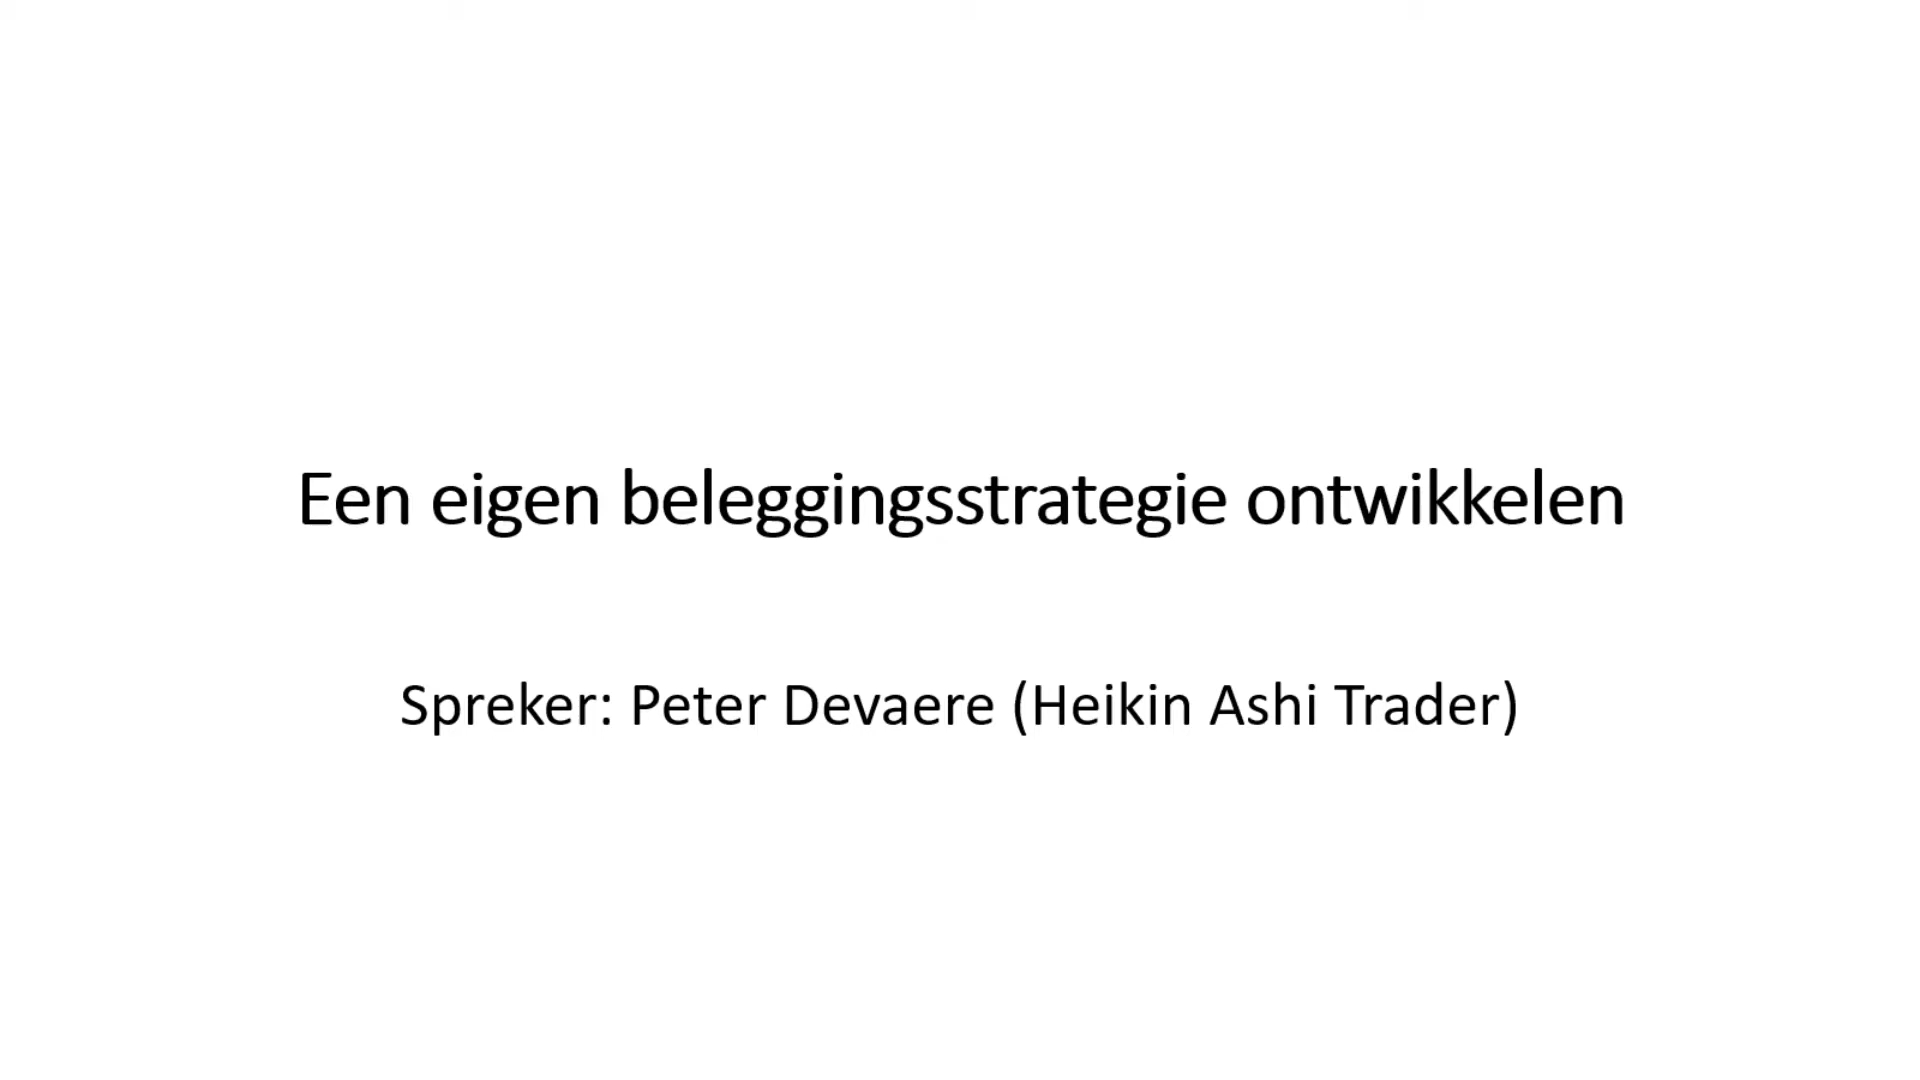 Een eigen beleggingsstrategie ontwikkelen
Spreker: Peter Devaere (Heikin Ashi Trader)